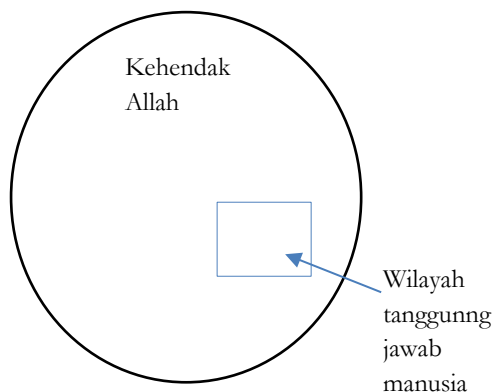 Kehendak
Allah
Wilayah
tanggunng
jawab
manusia